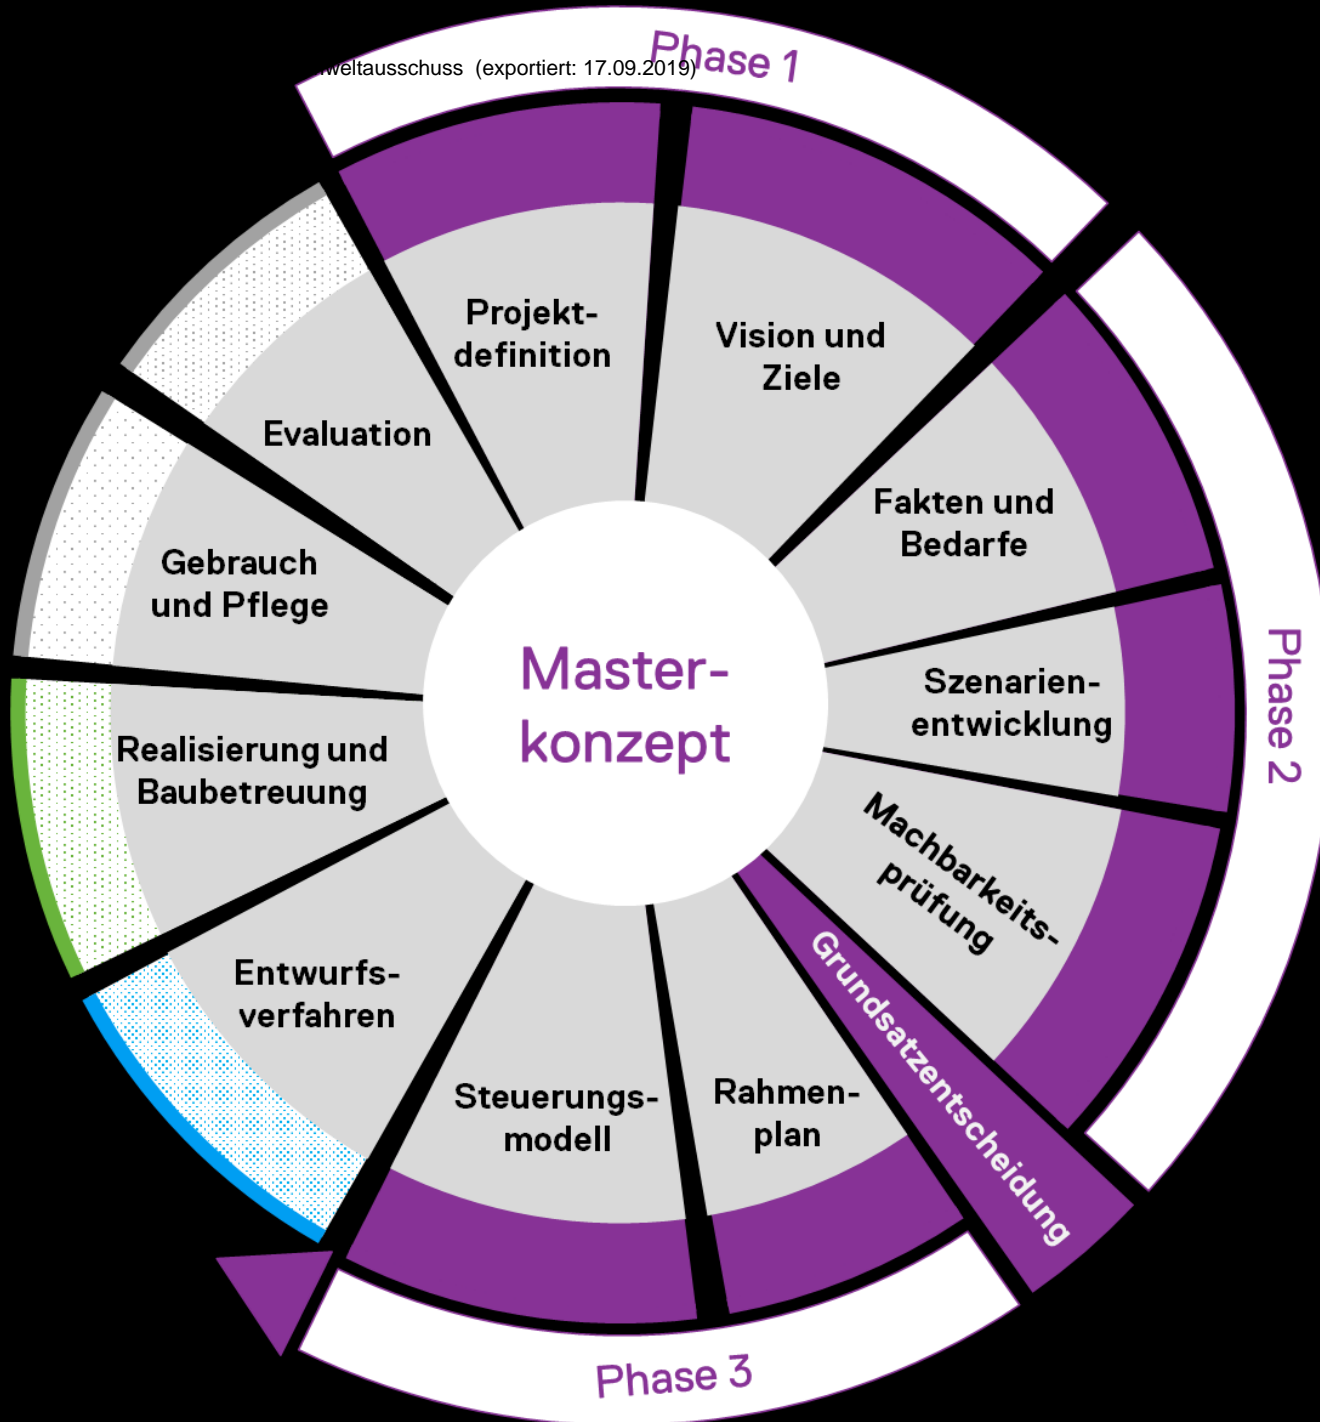 Phase 1
weltausschuss (exportiert: 17.09.2019)
Projekt-
definition
Vision und
Ziele
Fakten und
Bedarfe
Szenarien-
entwicklung
Phase 2
Machbarkeits-
prüfung
Grundsatzentscheidung
Rahmen-
plan
Steuerungs-
modell
Phase 3
Entwurfs-
verfahren
Realisierung und
Baubetreuung
Gebrauch
und Pflege
Evaluation
Master-
konzept